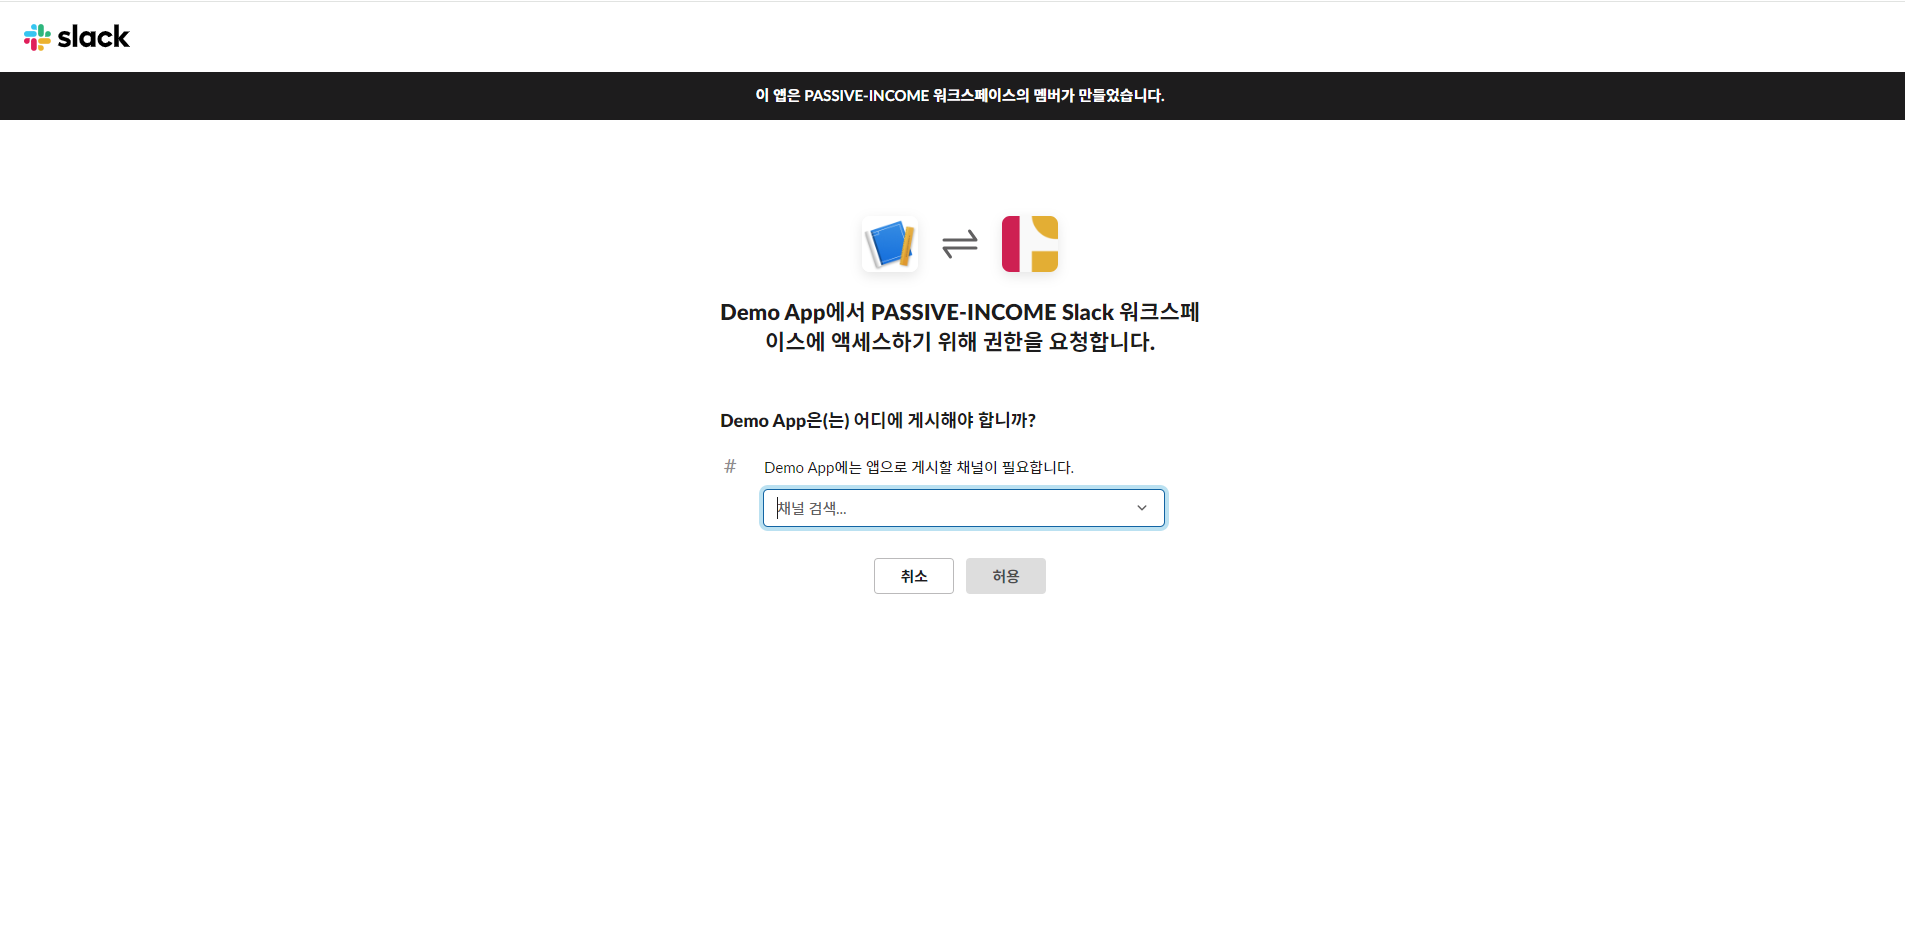 slack
이 앱은 PASSIVE-INCOME 워크스페이스의 멤버가 만들었습니다.
Demo App에서 PASSIVE-INCOME Slack 워크스페
이스에 액세스하기 위해 권한을 요청합니다.
Demo App은(는) 어디에 게시해야 합니까?
# Demo App에는 앱으로 게시할 채널이 필요합니다.
채널 검색...
취소 허용